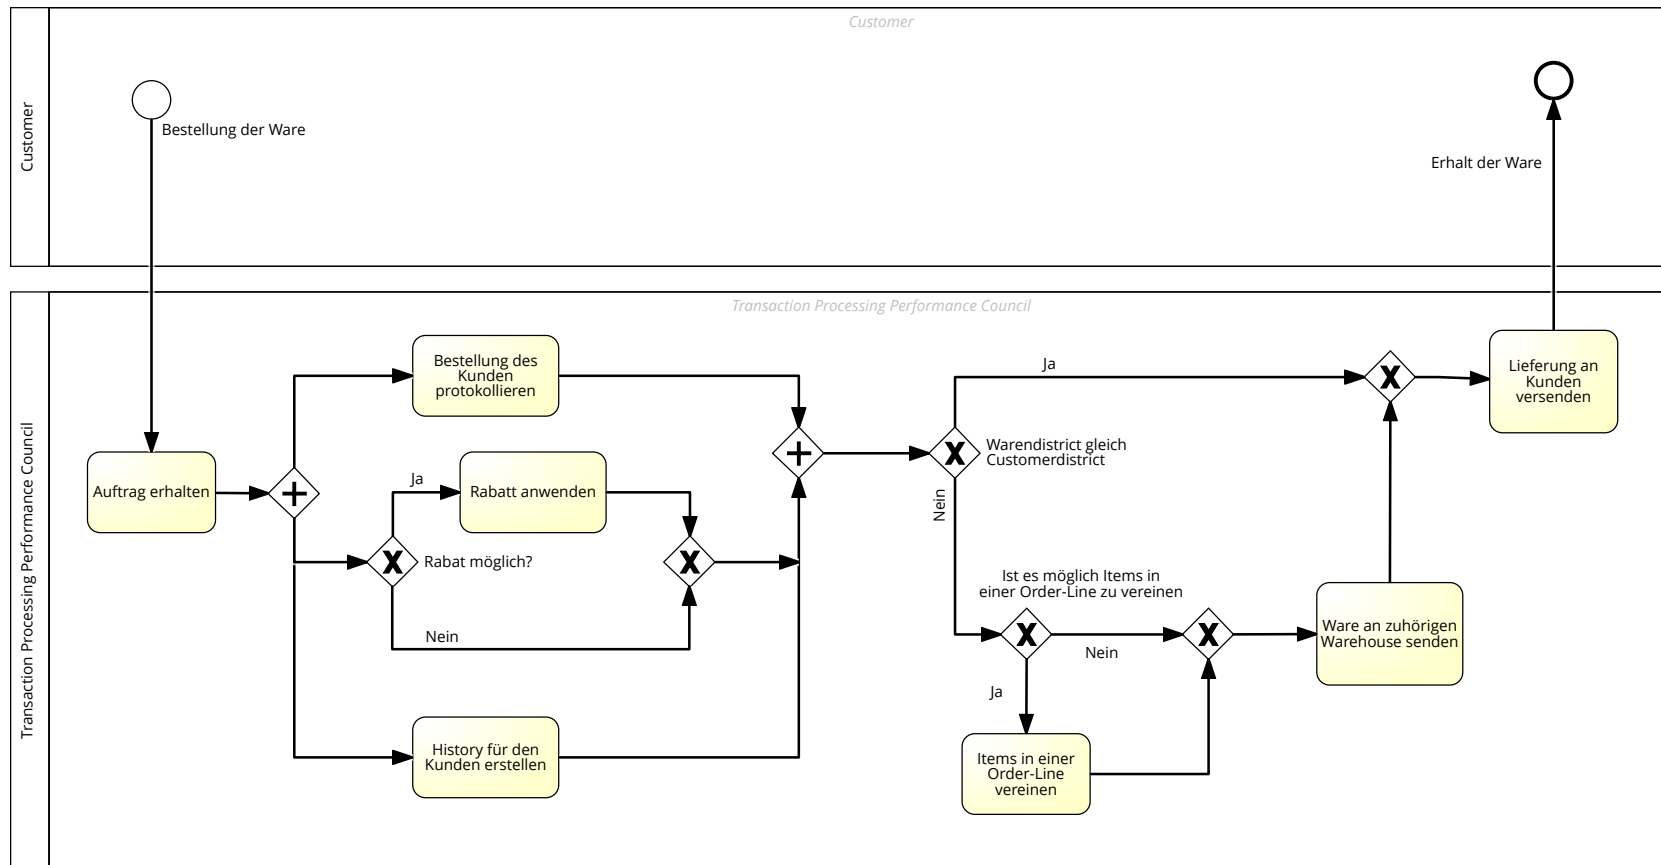 Customer
Customer
Bestellung der Ware
Erhalt der Ware
Transaction Processing Performance Council
Transaction Processing Performance Council
Auftrag erhalten
Bestellung des
Kunden
protokollieren
Ja
Rabatt anwenden
Rabat möglich?
Nein
History für den
Kunden erstellen
Ja
Warendistrict gleich
Customerdistrict
Nein
Ist es möglich Items in
einer Order-Line zu vereinen
Nein
Ja
Items in einer
Order-Line
vereinen
Ware an zuhörigen
Warehouse senden
Lieferung an
Kunden
versenden